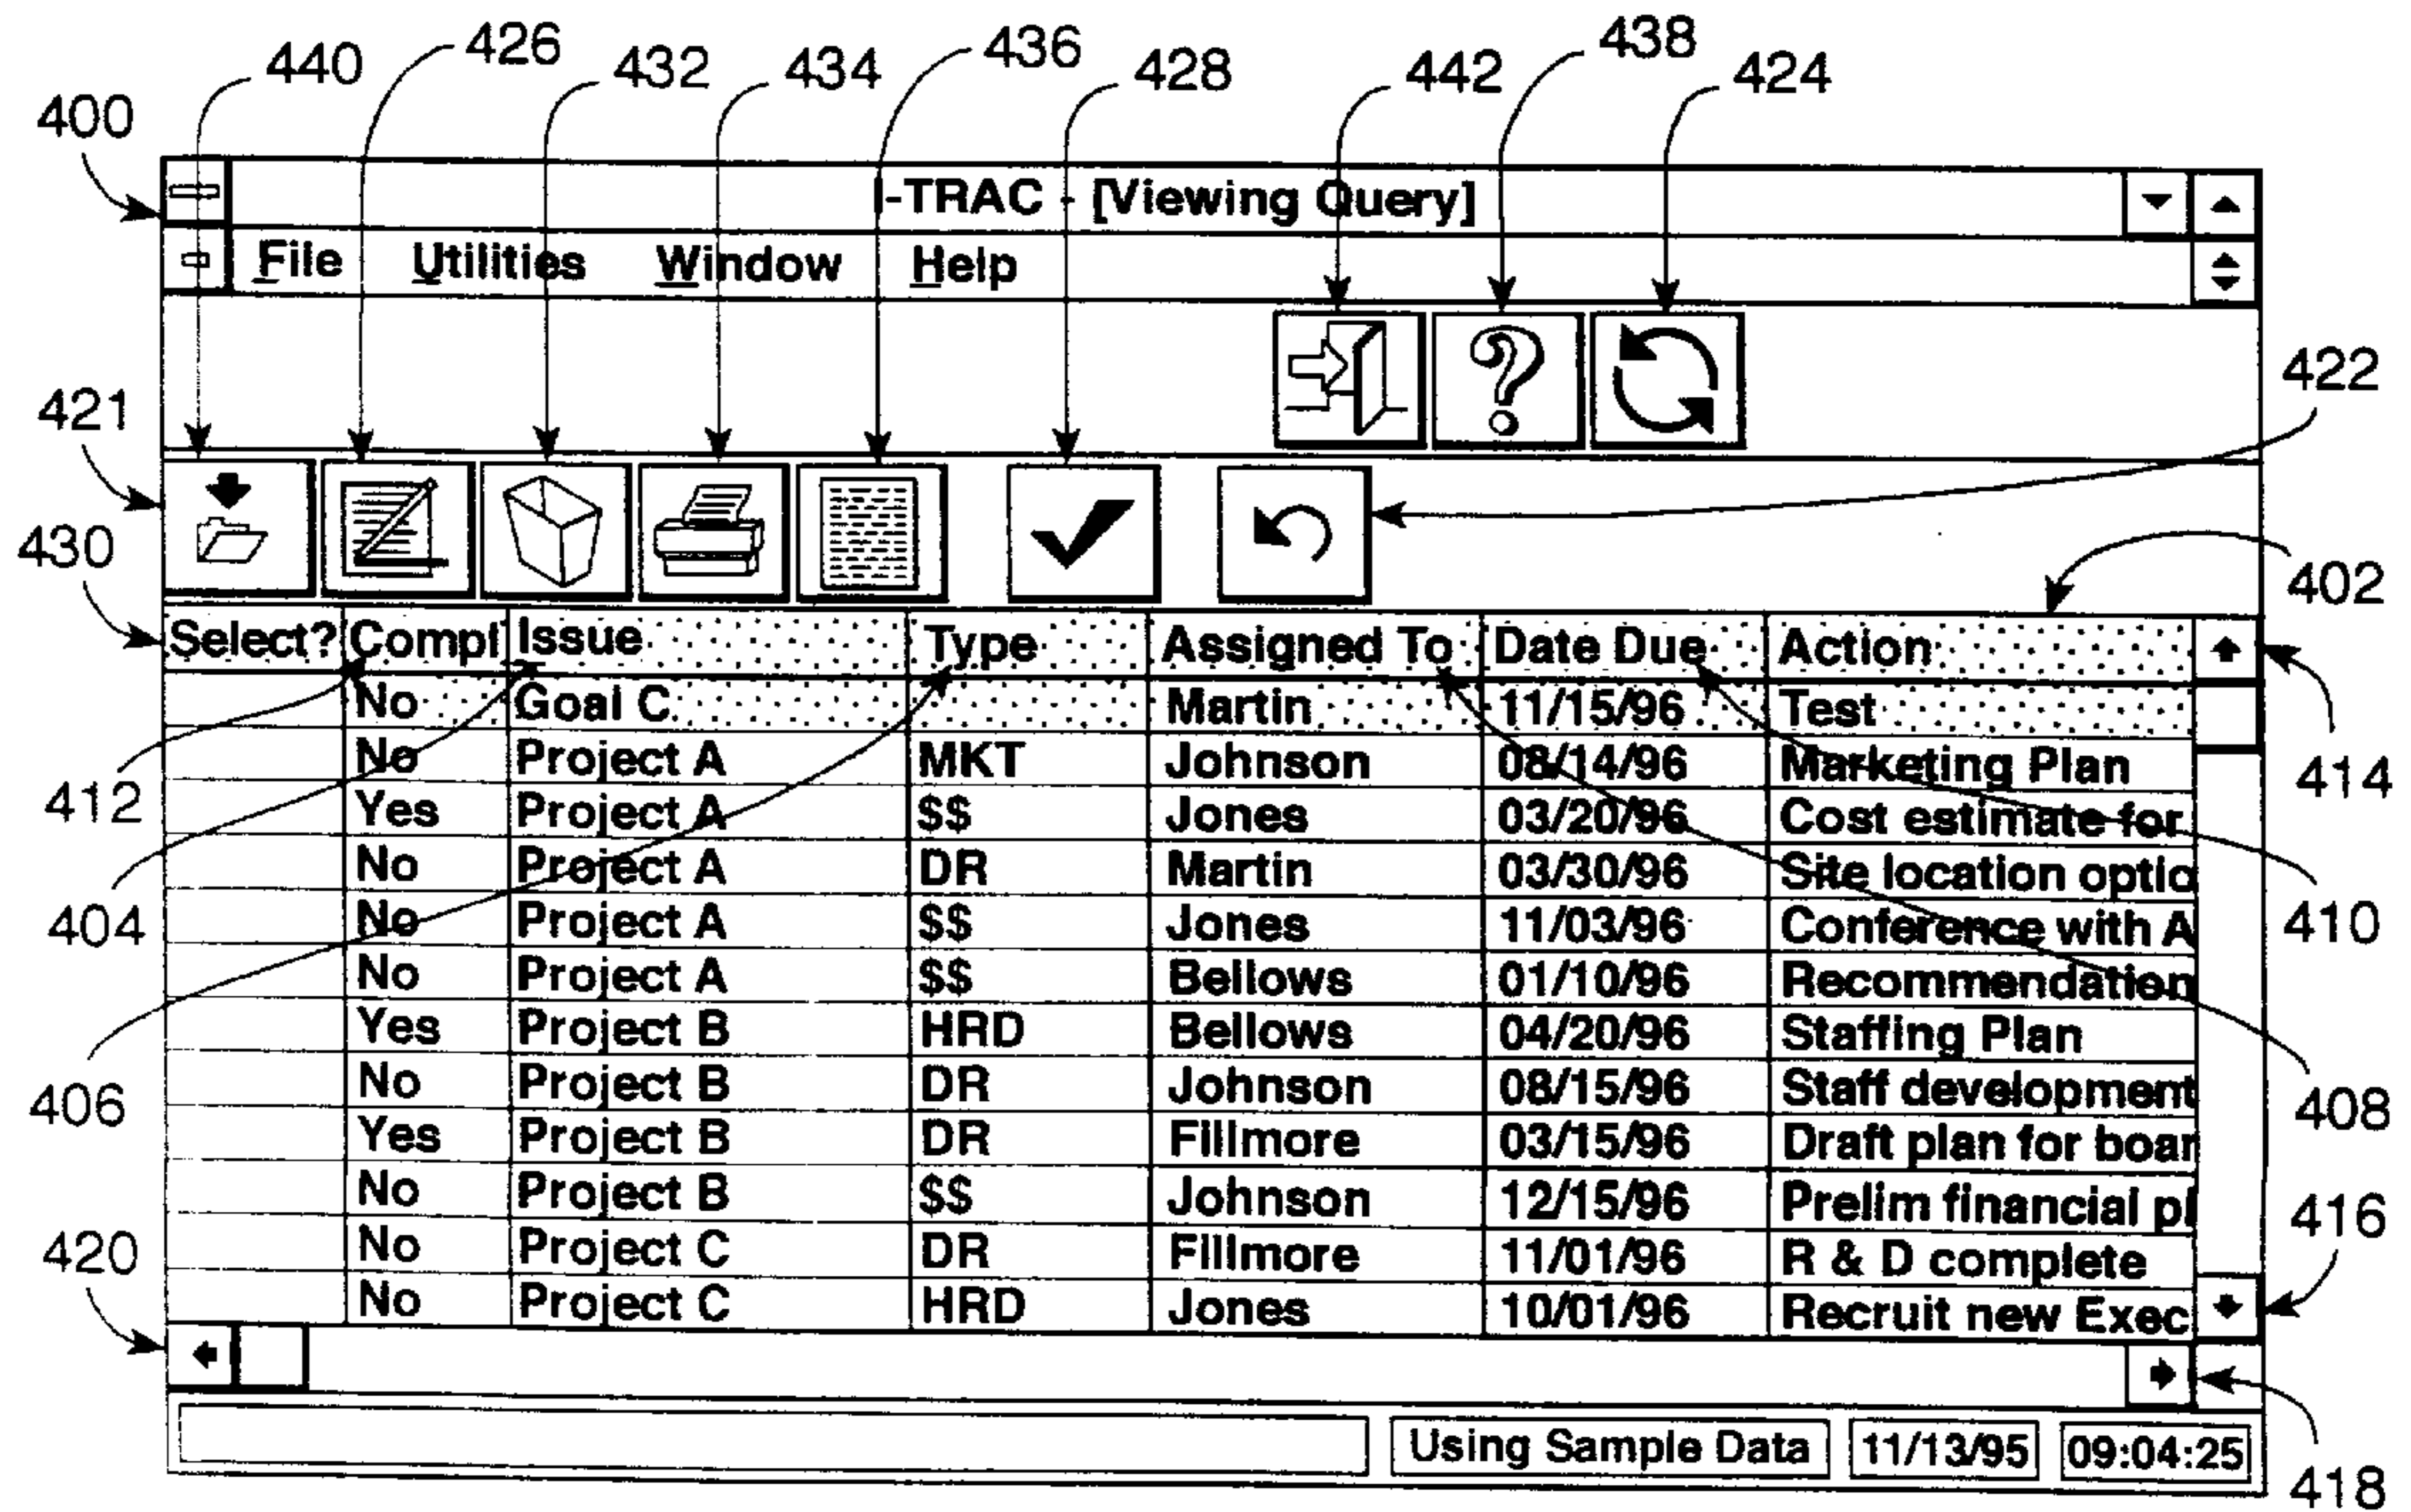 440 426 432 434 436 428 442 438 424
400
I-TRAC - [Viewing Query]
File Utilities Window Help
422
421
430
402
Select? Compl Issue Type Assigned To Date Due Action
No Goal C Martin 11/15/96 Test
No Project A MKT Johnson 08/14/96 Marketing Plan
412 414
Yes Project A $$ Jones 03/20/96 Cost estimate for
No Project A DR Martin 03/30/96 Site location optio
404 410
No Project A $$ Jones 11/03/96 Conference with A
No Project A $$ Bellows 01/10/96 Recommendation
Yes Project B HRD Bellows 04/20/96 Staffing Plan
406 408
No Project B DR Johnson 08/15/96 Staff development
Yes Project B DR Fillmore 03/15/96 Draft plan for boar
No Project B $$ Johnson 12/15/96 Prelim financial pl
416
420
No Project C DR Fillmore 11/01/96 R & D complete
No Project C HRD Jones 10/01/96 Recruit new Exec
Using Sample Data 11/13/95 09:04:25
418